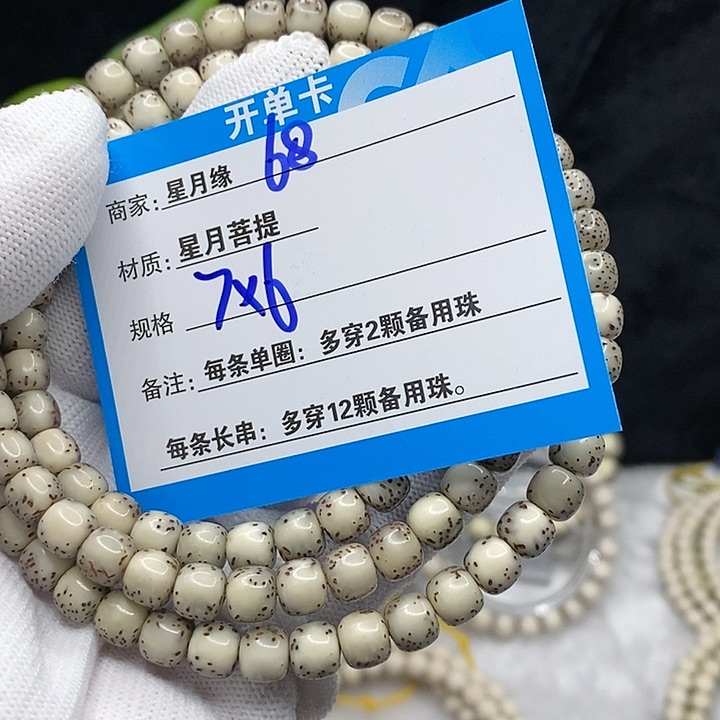 开单卡
68
商家：星月缘
材质：星月菩提
规格 7x6
备注：每条单圈：多穿2颗备用珠
每条长串：多穿12颗备用珠。